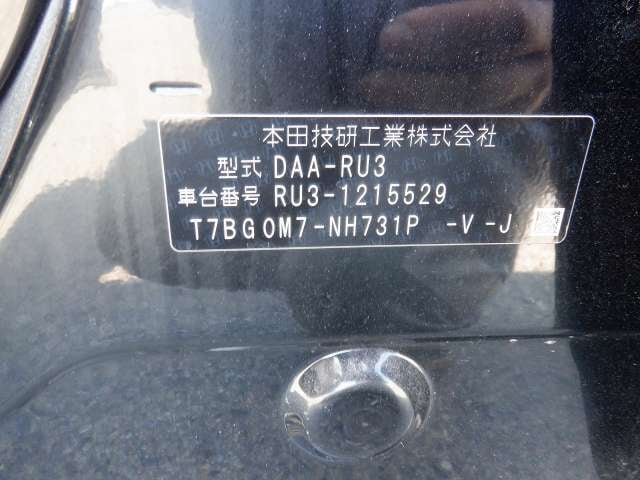 本田技研工業株式会社
型式 DAA-RU3
車台番号 RU3-1215529
T7BG0M7-NH731P -V -J